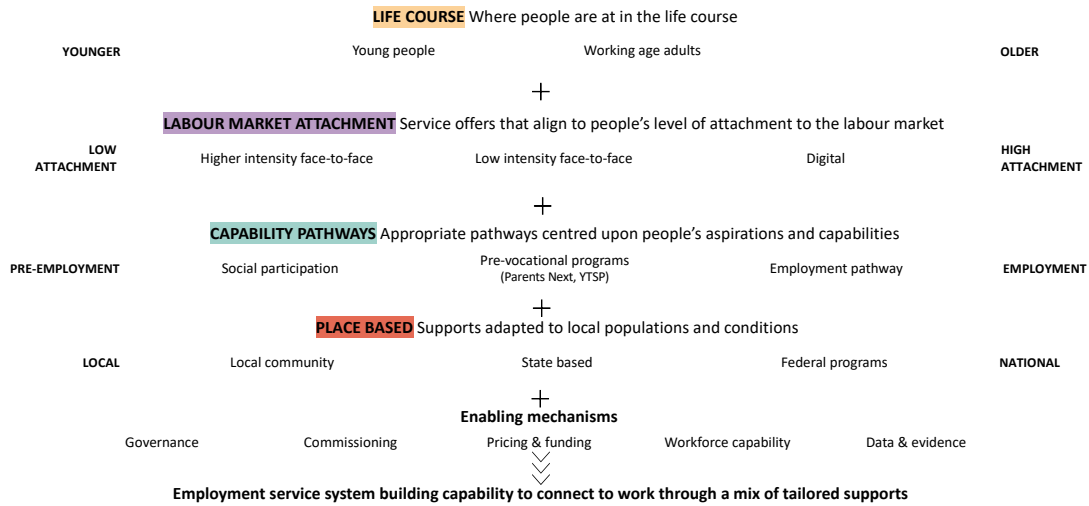 LIFE COURSE Where people are at in the life course
YOUNGER Young people Working age adults OLDER
+
LABOUR MARKET ATTACHMENT Service offers that align to people's level of attachment to the labour market
LOW ATTACHMENT Higher intensity face-to-face Low intensity face-to-face Digital HIGH ATTACHMENT
+
CAPABILITY PATHWAYS Appropriate pathways centred upon people's aspirations and capabilities
PRE-EMPLOYMENT Social participation Pre-vocational programs (Parents Next, YTSP) Employment pathway EMPLOYMENT
+
PLACE BASED Supports adapted to local populations and conditions
LOCAL Local community State based Federal programs NATIONAL
+
Enabling mechanisms
Governance Commissioning Pricing & funding Workforce capability Data & evidence
Employment service system building capability to connect to work through a mix of tailored supports